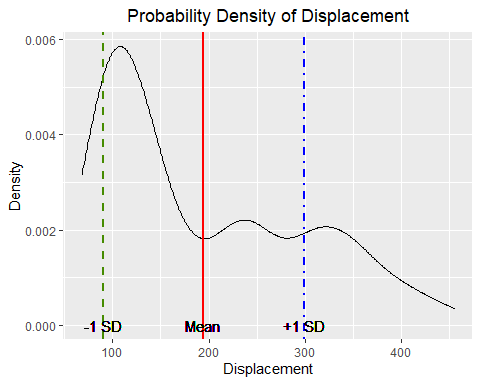 Probability Density of Displacement
0.006
0.004
0.002
0.000
Density
-1 SD
Mean
+1 SD
100
200
300
400
Displacement